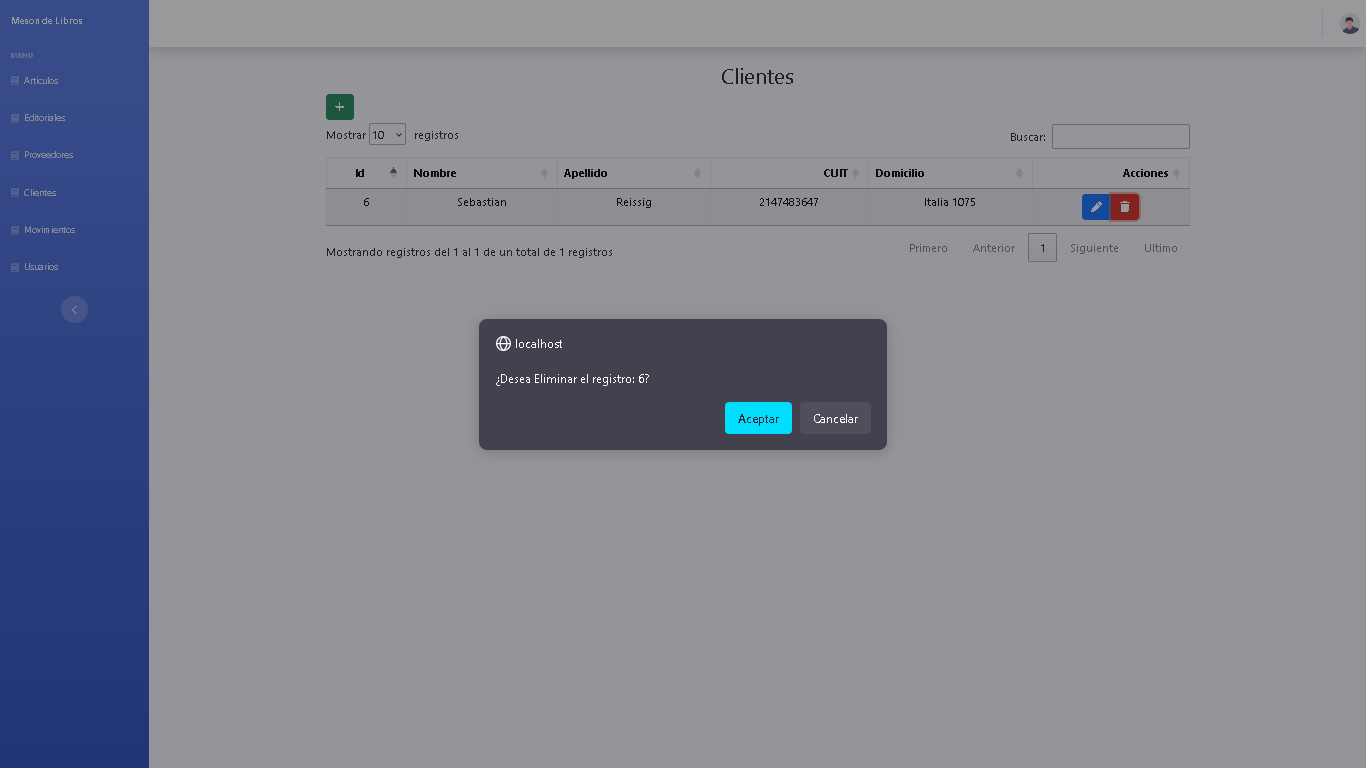 Meson de Libros
MENU
Articulos
Editoriales
Proveedores
Clientes
Movimientos
Usuarios
Clientes
+
Mostrar 10 registros
Buscar:
Id Nombre Apellido CUIT Domicilio Acciones
6 Sebastian Reissig 2147483647 Italia 1075
Mostrando registros del 1 al 1 de un total de 1 registros
Primero Anterior 1 Siguiente Ultimo
localhost
¿Desea Eliminar el registro: 6?
Aceptar Cancelar